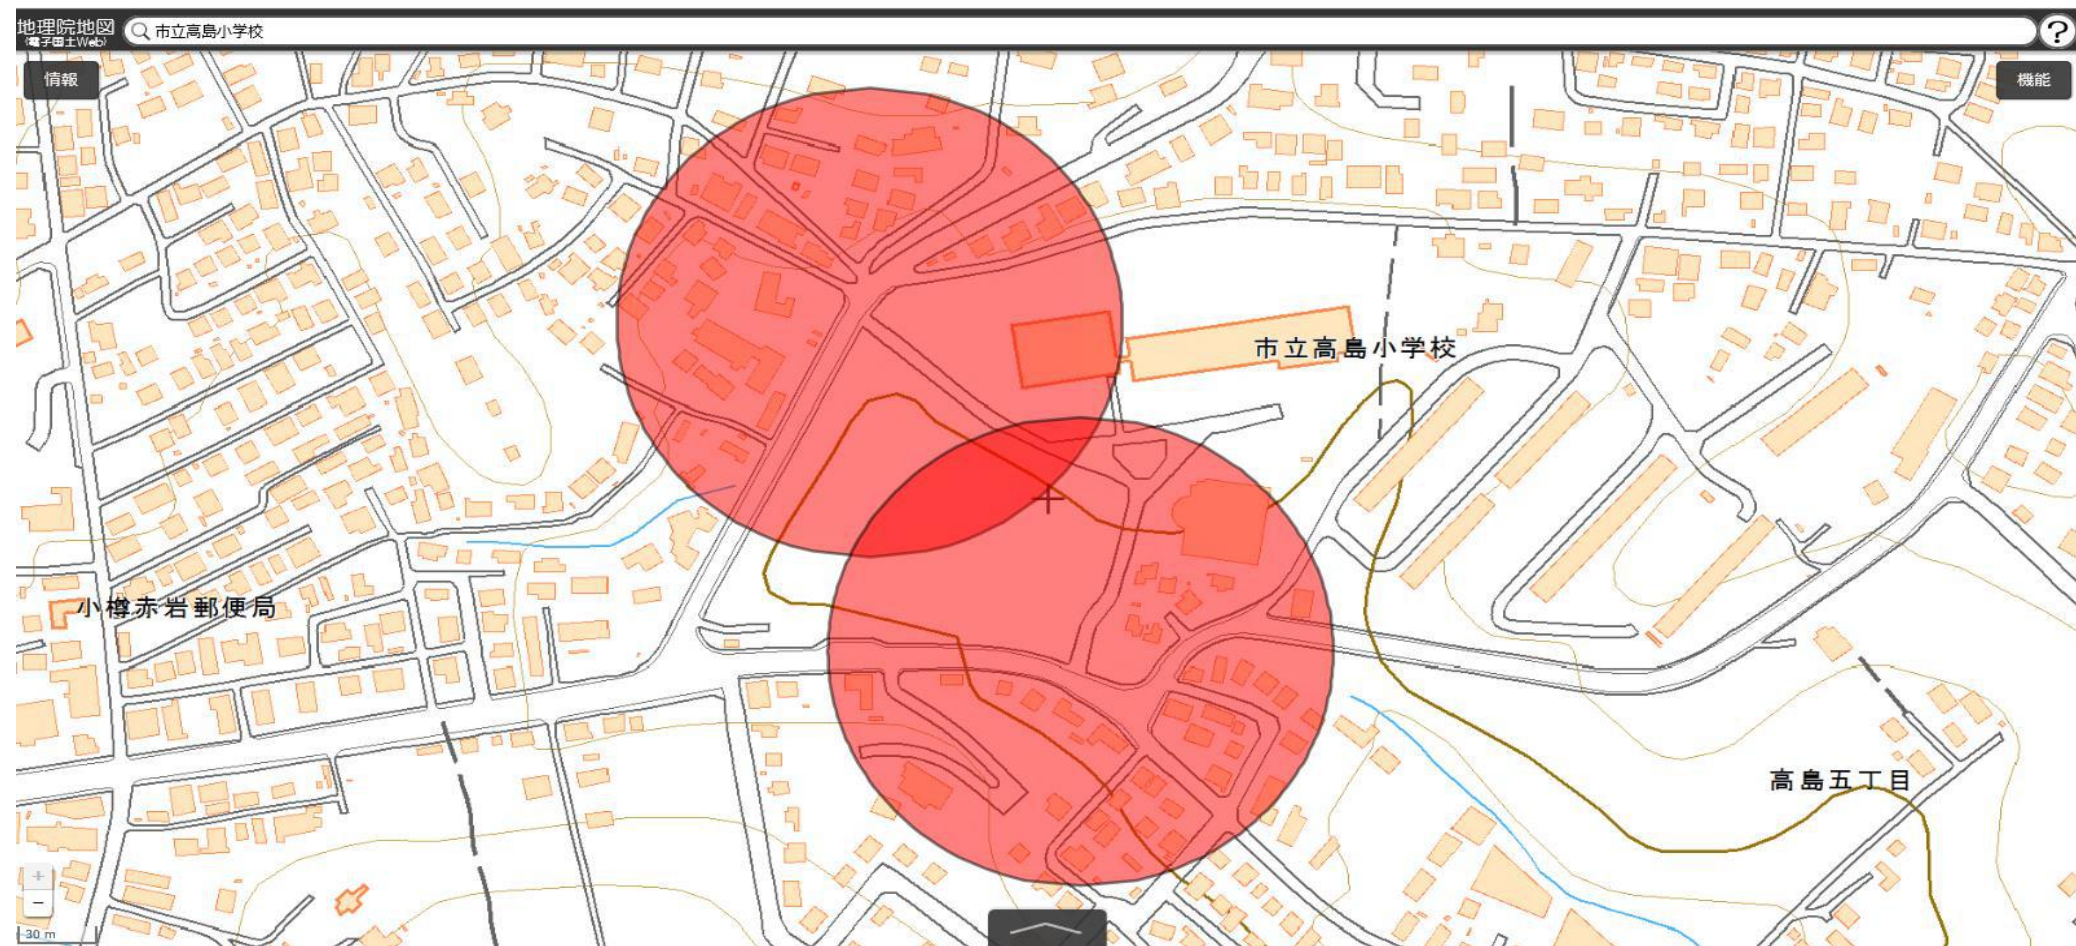 地理院地図
(電子国土Web)
市立高島小学校
?
情報
機能
市立高島小学校
小樽赤岩郵便局
高島五丁目
+
−
30 m